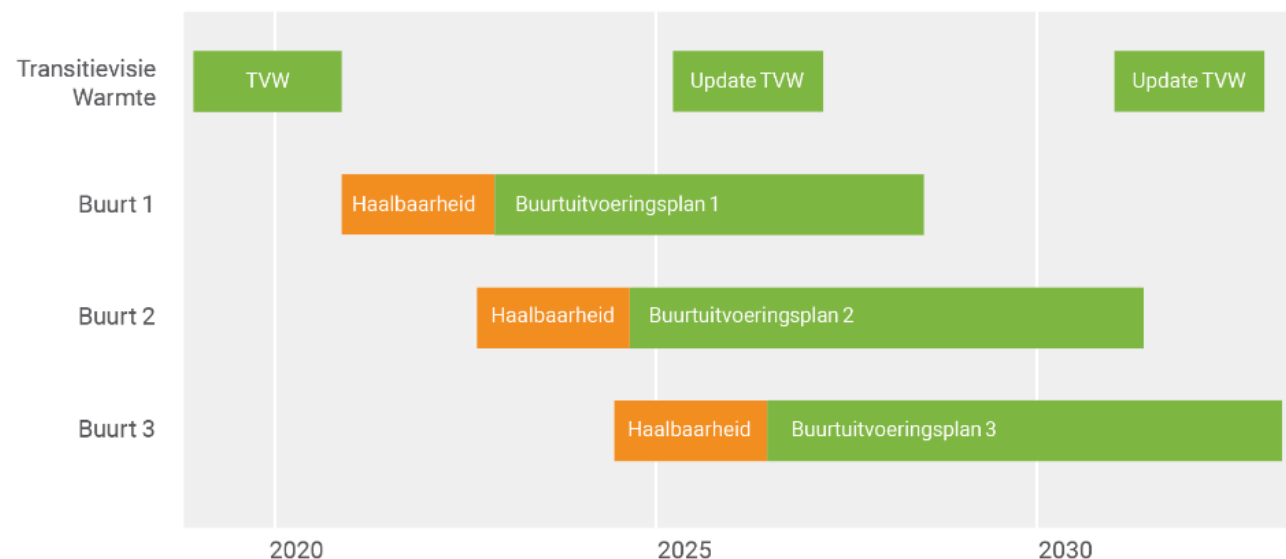 Transitievisie
Warmte
TVW
Update TVW
Update TVW
Buurt 1
Haalbaarheid
Buurtuitvoeringsplan 1
Buurt 2
Haalbaarheid
Buurtuitvoeringsplan 2
Buurt 3
Haalbaarheid
Buurtuitvoeringsplan 3
2020
2025
2030